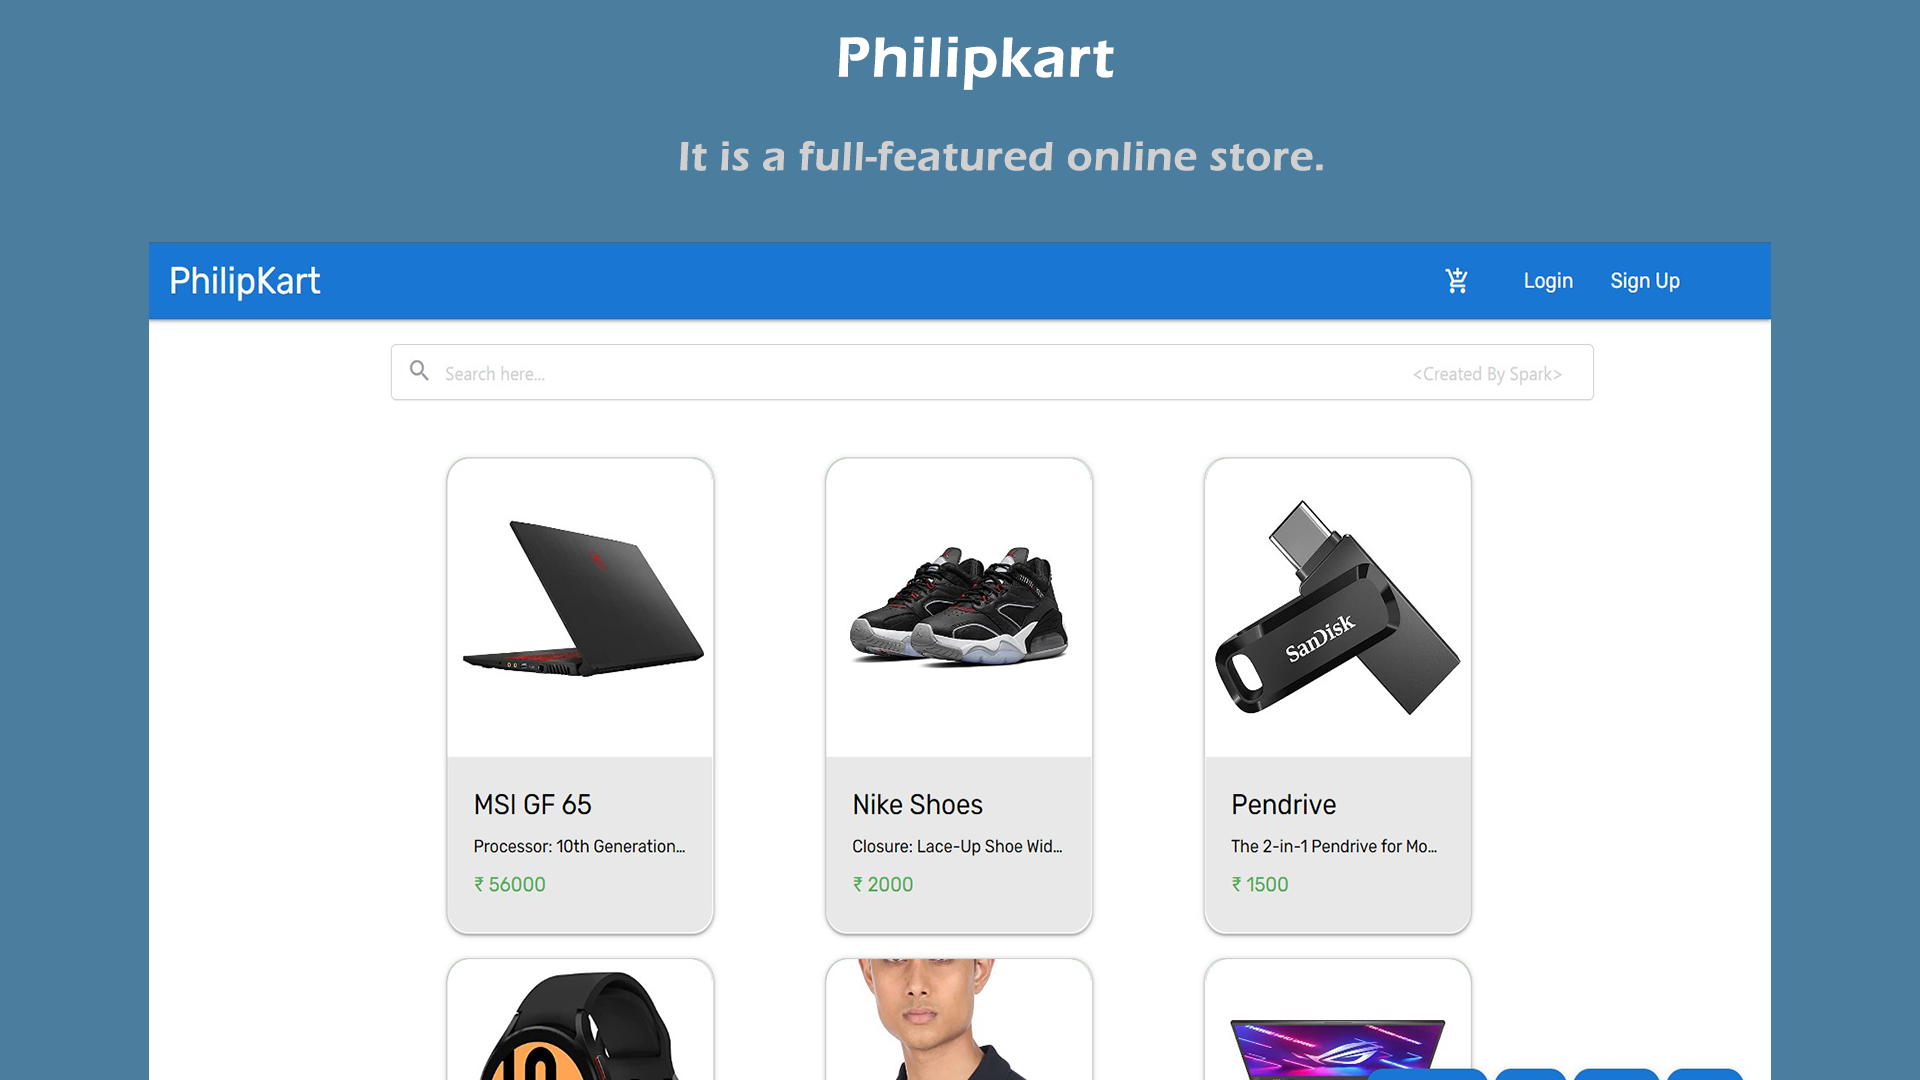 Philipkart
It is a full-featured online store.
PhilipKart
Login Sign Up
Search here... <Created By Spark>
SanDisk
MSI GF 65
Processor: 10th Generation...
₹ 56000
Nike Shoes
Closure: Lace-Up Shoe Wid...
₹ 2000
Pendrive
The 2-in-1 Pendrive for Mo...
₹ 1500